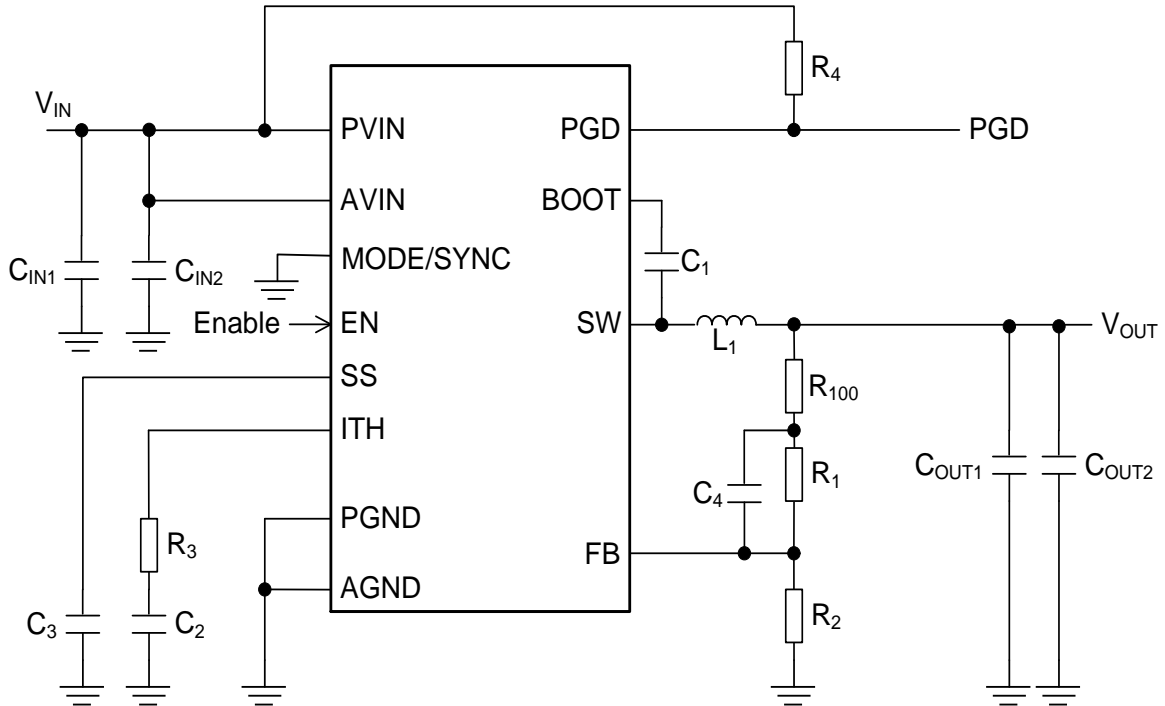 R4
VIN
PVIN
PGD
PGD
AVIN
BOOT
MODE/SYNC
C1
CIN1
CIN2
Enable
EN
SW
L1
VOUT
SS
R100
ITH
C4
R1
COUT1
COUT2
PGND
R3
FB
AGND
C3
C2
R2